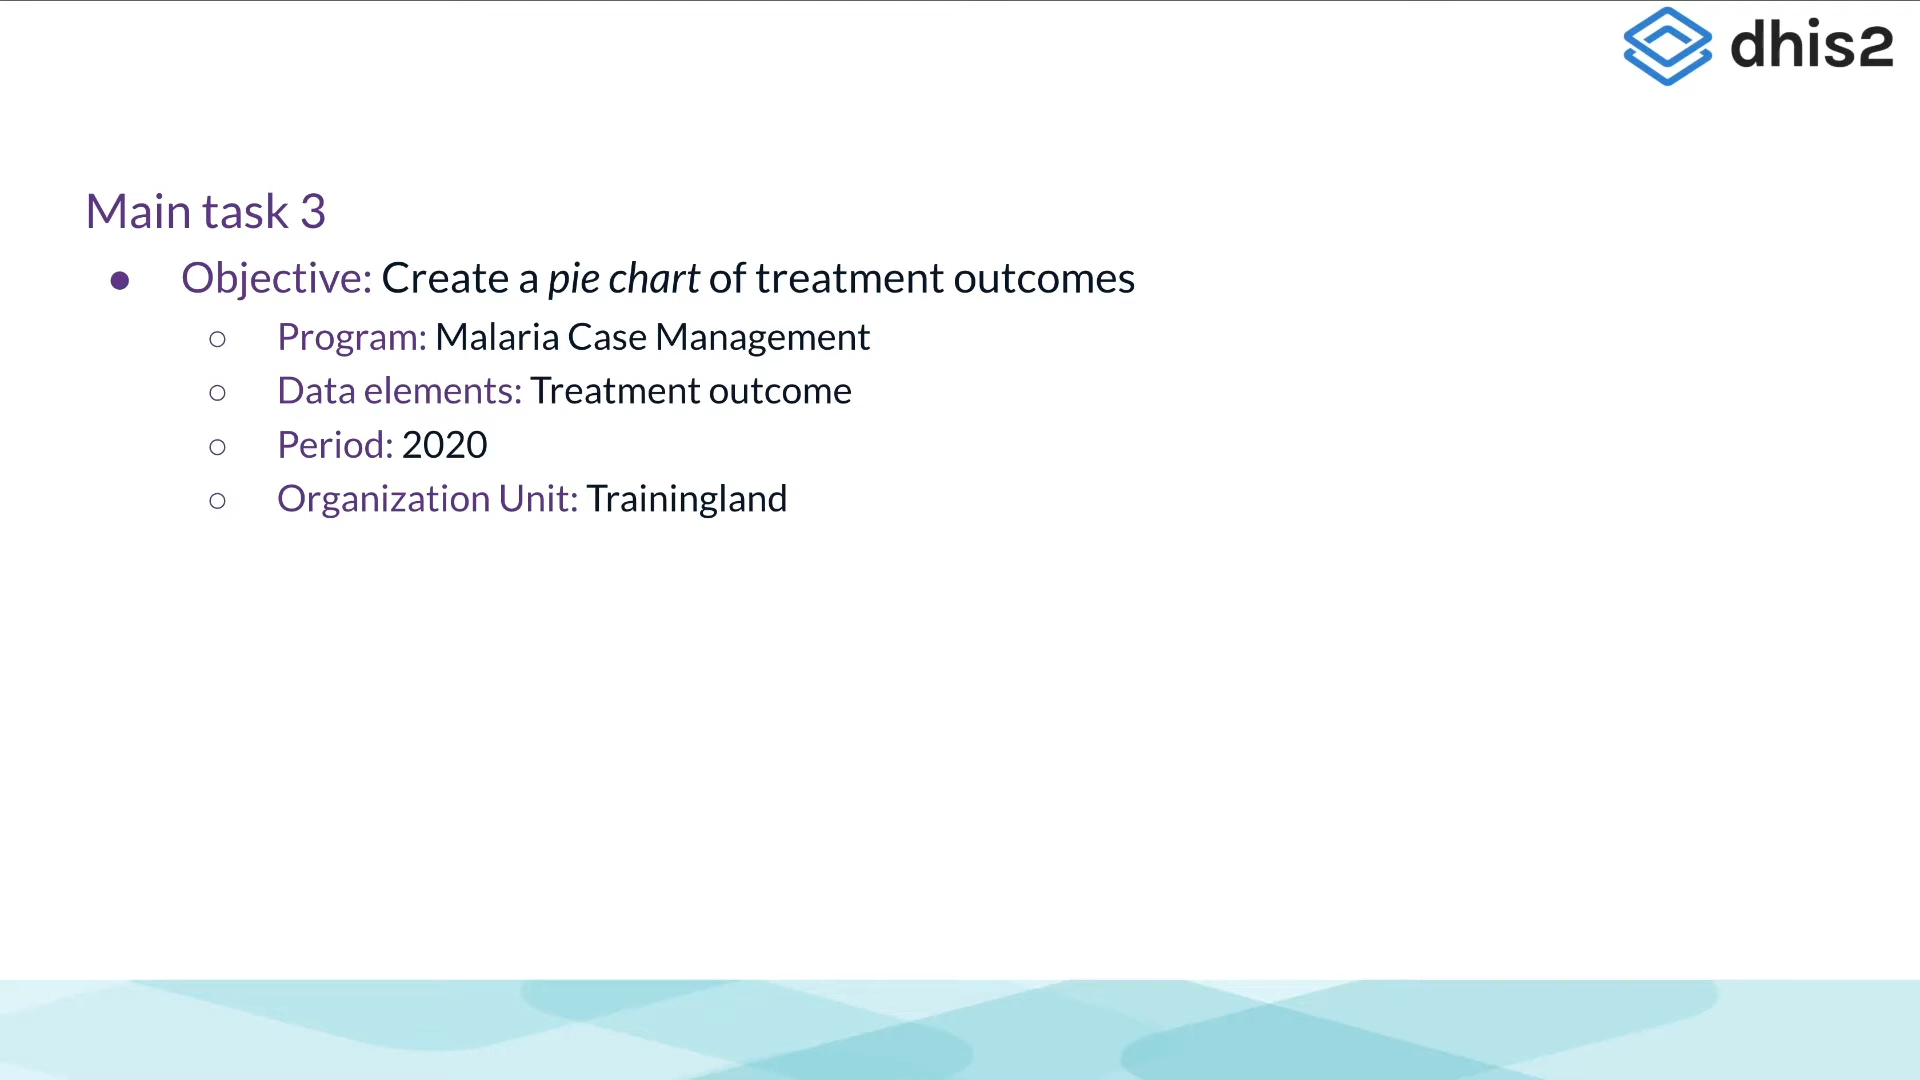 dhis2
Main task 3
● Objective: Create a pie chart of treatment outcomes
○ Program: Malaria Case Management
○ Data elements: Treatment outcome
○ Period: 2020
○ Organization Unit: Trainingland